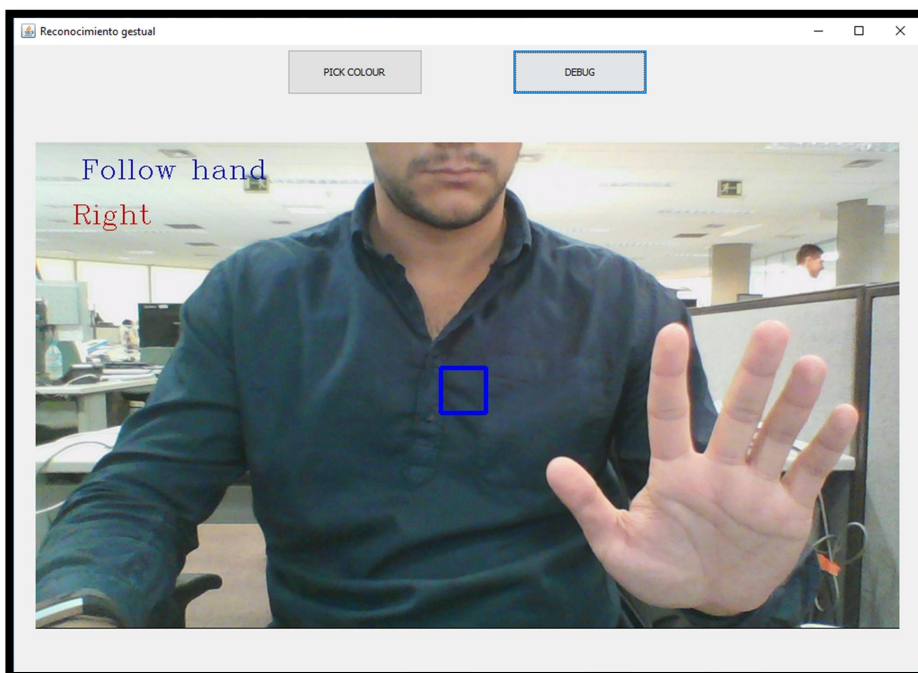 Reconocimiento gestual
PICK COLOUR
DEBUG
Follow hand
Right